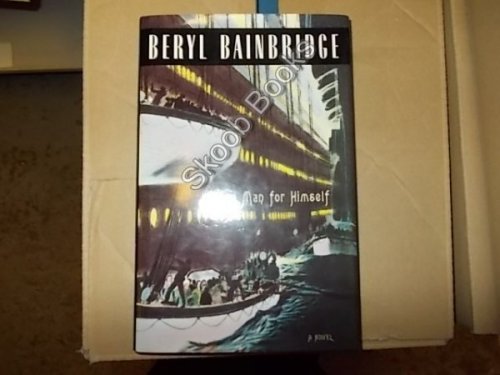 BERYL BAINBRIDGE
Skoob Books
Man for Himself
A NOVEL